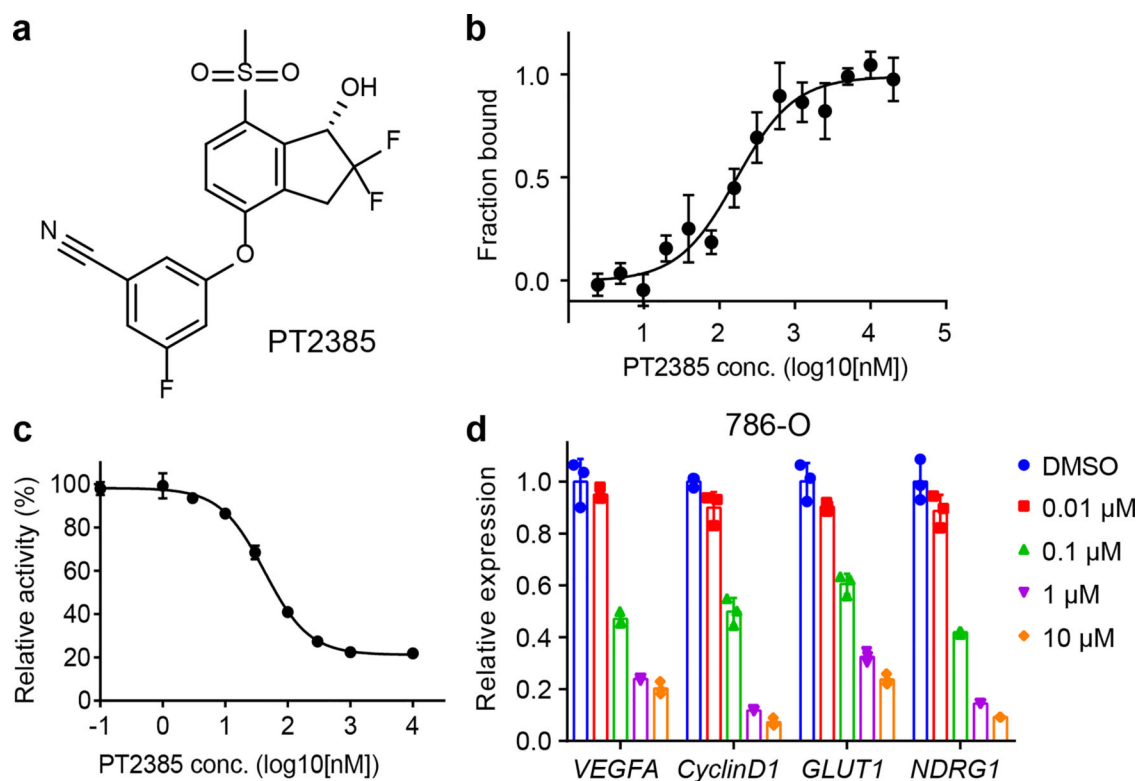 a
O
S
O
OH
F
F
N
O
F
PT2385
b
Fraction bound
1.0
0.5
0.0
1 2 3 4 5
PT2385 conc. (log10[nM])
c
Relative activity (%)
100
80
60
40
20
0
-1 0 1 2 3 4
PT2385 conc. (log10[nM])
d
786-O
Relative expression
1.0
0.8
0.6
0.4
0.2
0.0
VEGFA CyclinD1 GLUT1 NDRG1
DMSO
0.01 µM
0.1 µM
1 µM
10 µM